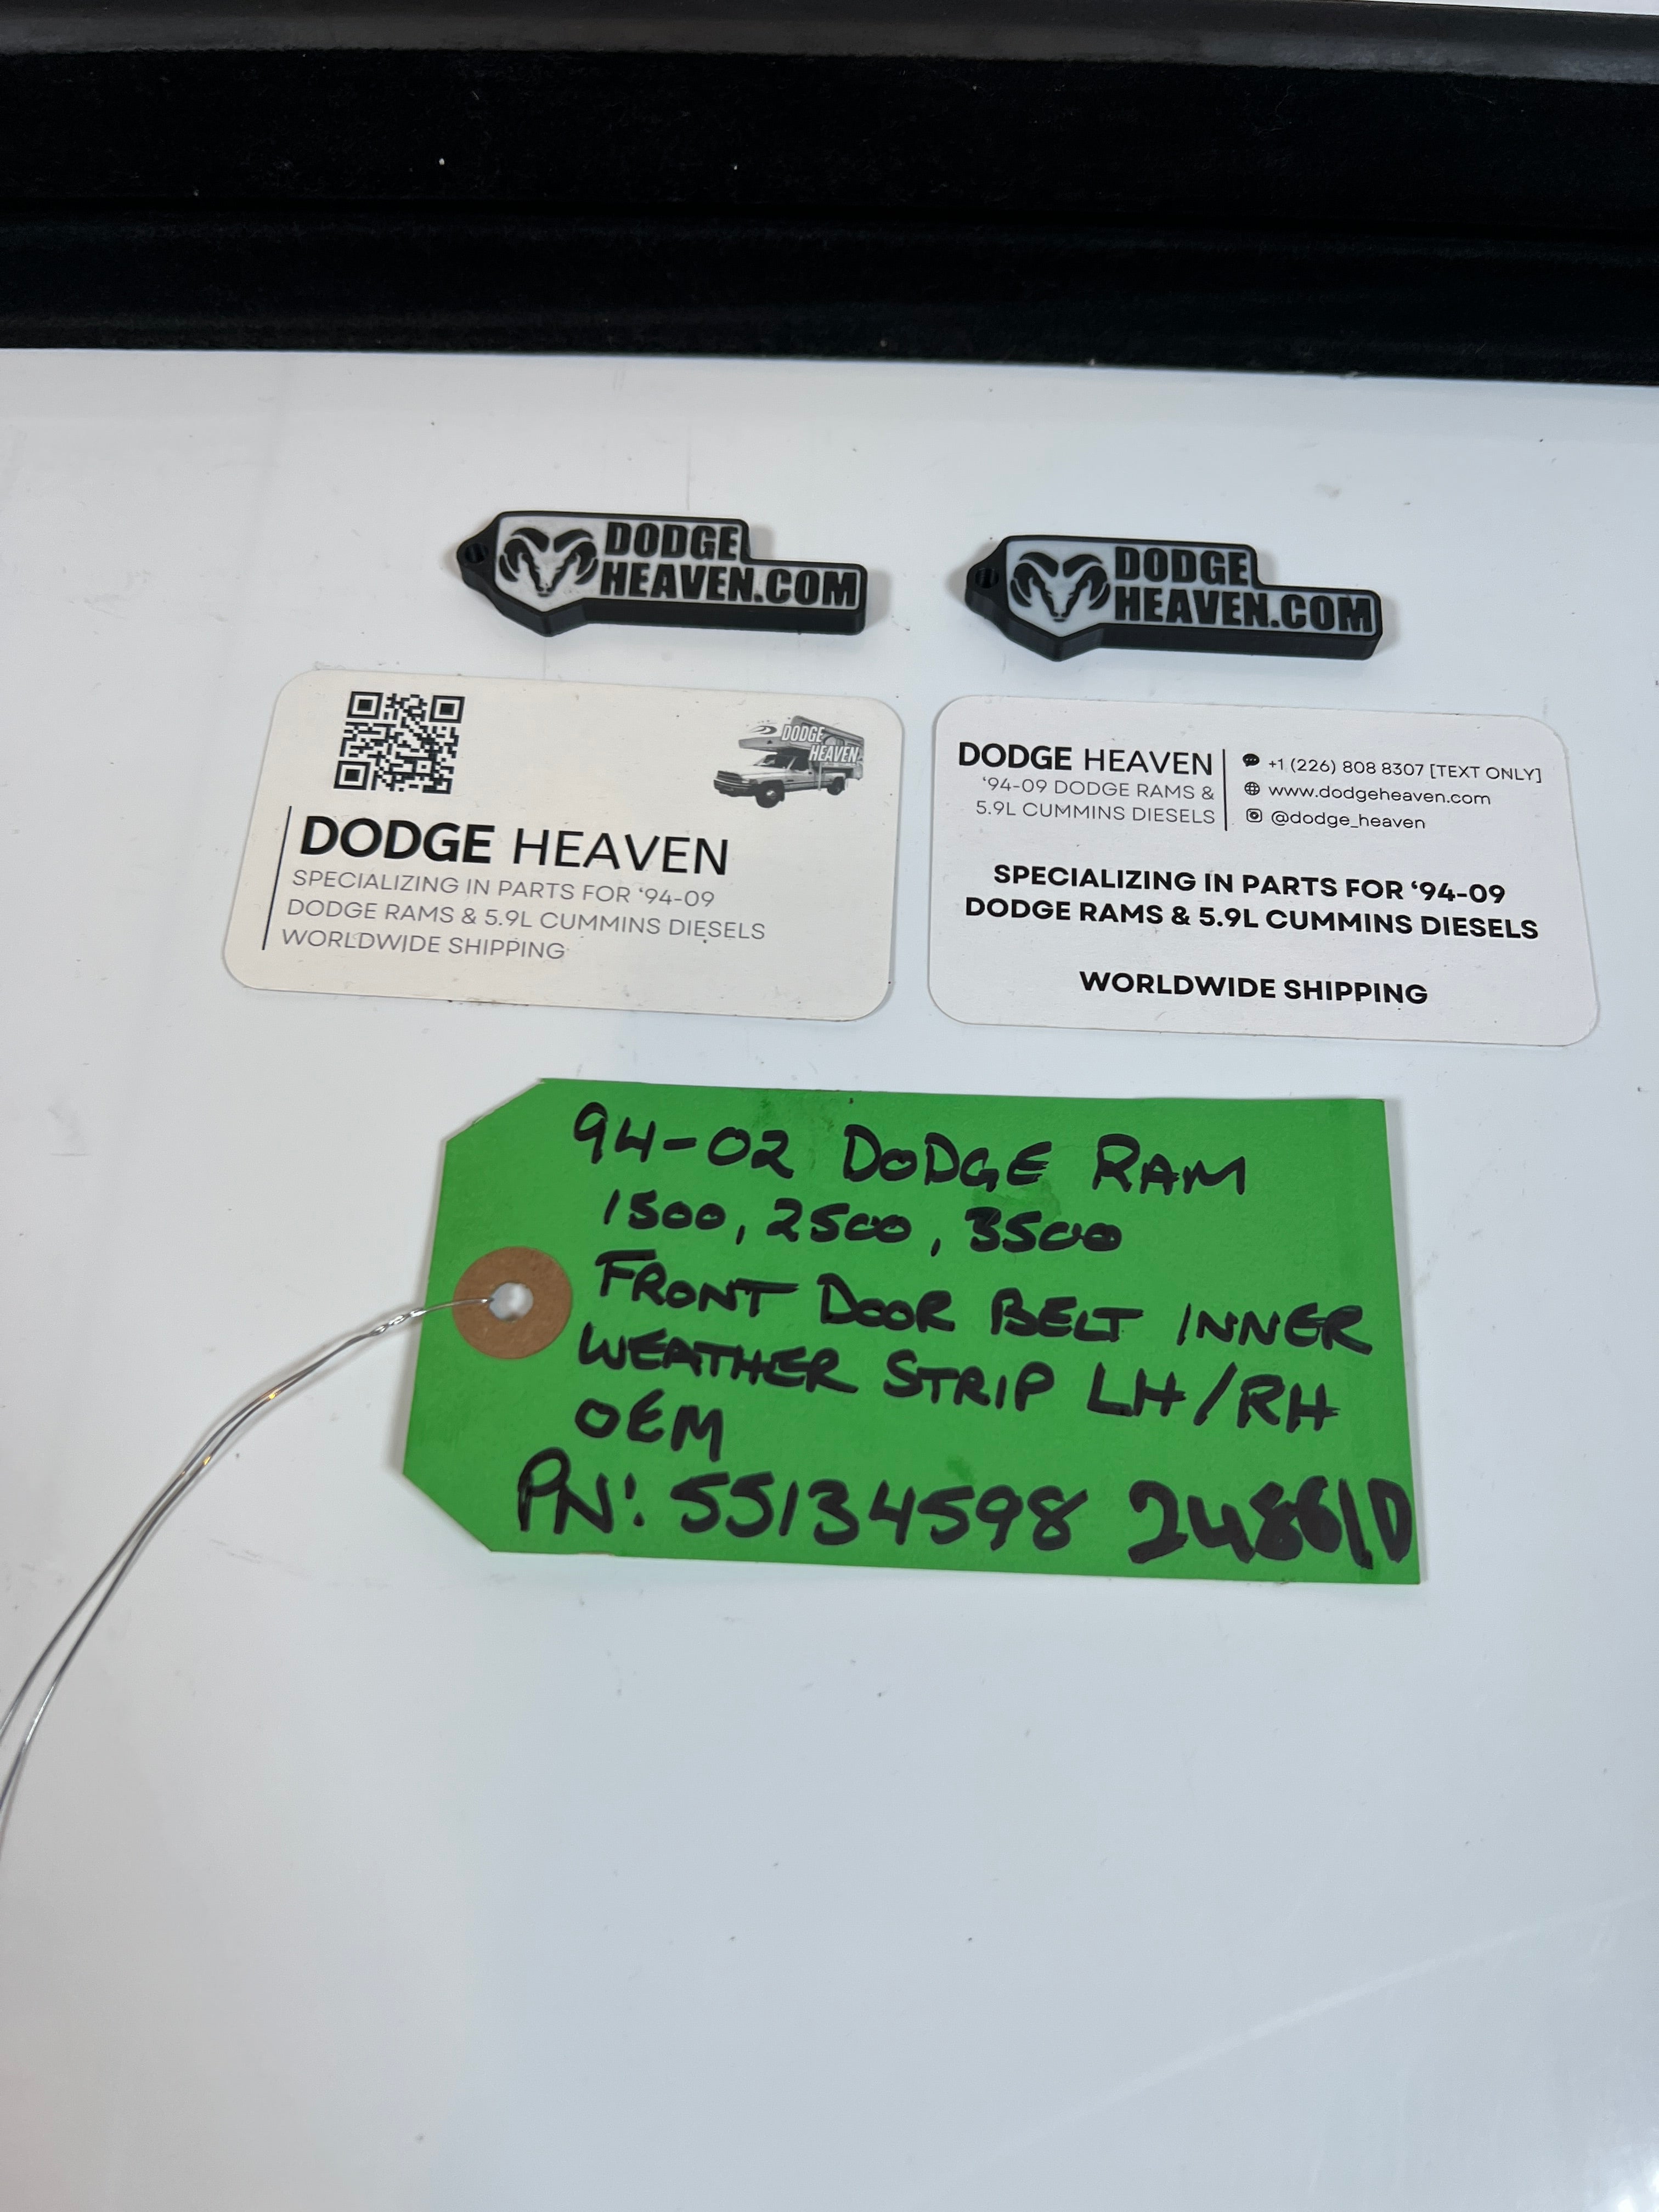 DODGE
HEAVEN.COM
DODGE
HEAVEN.COM
DODGE
HEAVEN
DODGE HEAVEN
SPECIALIZING IN PARTS FOR ‘94-09
DODGE RAMS & 5.9L CUMMINS DIESELS
WORLDWIDE SHIPPING
DODGE HEAVEN
‘94-09 DODGE RAMS &
5.9L CUMMINS DIESELS
+1 (226) 808 8307 [TEXT ONLY]
www.dodgeheaven.com
@dodge_heaven
SPECIALIZING IN PARTS FOR ‘94-09
DODGE RAMS & 5.9L CUMMINS DIESELS
WORLDWIDE SHIPPING
94-02 DODGE RAM
1500, 2500, 3500
FRONT DOOR BELT INNER
WEATHER STRIP LH/RH
OEM
PN: 55134598